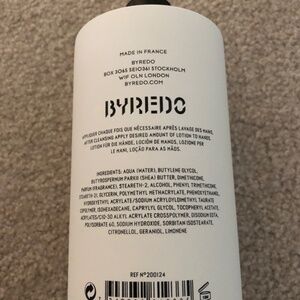 MADE IN FRANCE
BYREDO
BOX 3065 SE10361 STOCKHOLM
WIF OLN LONDON
BYREDO.COM
BYREDO
APPLIQUER CHAQUE FOIS QUE NÉCESSAIRE APRÈS LAVAGE DES MAINS.
AFTER CLEANSING APPLY DESIRED AMOUNT OF LOTION TO HANDS.
LOTION FÜR DIE HÄNDE, LOCIÓN DE MANOS, LOZIONE PER
LE MANI, LOÇÃO PARA AS MÃOS.
INGREDIENTS: AQUA (WATER), BUTYLENE GLYCOL,
BUTYROSPERMUM PARKII (SHEA) BUTTER, DIMETHICONE,
PARFUM (FRAGRANCE), STEARETH-2, ALCOHOL, PHENYL TRIMETHICONE,
STEARETH-21, GLYCERIN, PHENOXYETHANOL, POLYMETHYL METHACRYLATE,
HYDROXYETHYL ACRYLATE/SODIUM ACRYLOYLDIMETHYL TAURATE
COPOLYMER, ISOHEXADECANE, CAPRYLYL GLYCOL, TOCOPHERYL ACETATE,
ACRYLATES/C10-30 ALKYL ACRYLATE CROSSPOLYMER, DISODIUM EDTA,
POLYSORBATE 60, SODIUM HYDROXIDE, SORBITAN ISOSTEARATE,
CITRONELLOL, GERANIOL, LIMONENE
REF Nº200124